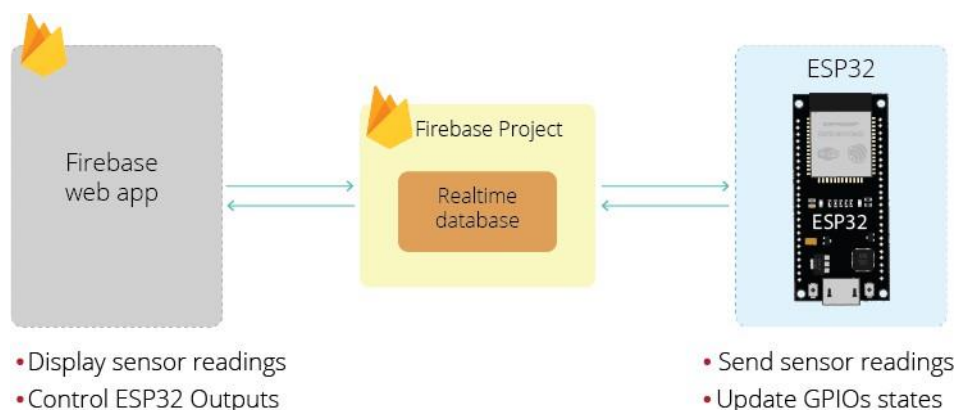 Firebase
web app
Firebase Project
Realtime
database
ESP32
ESP32
• Display sensor readings
• Control ESP32 Outputs
• Send sensor readings
• Update GPIOs states